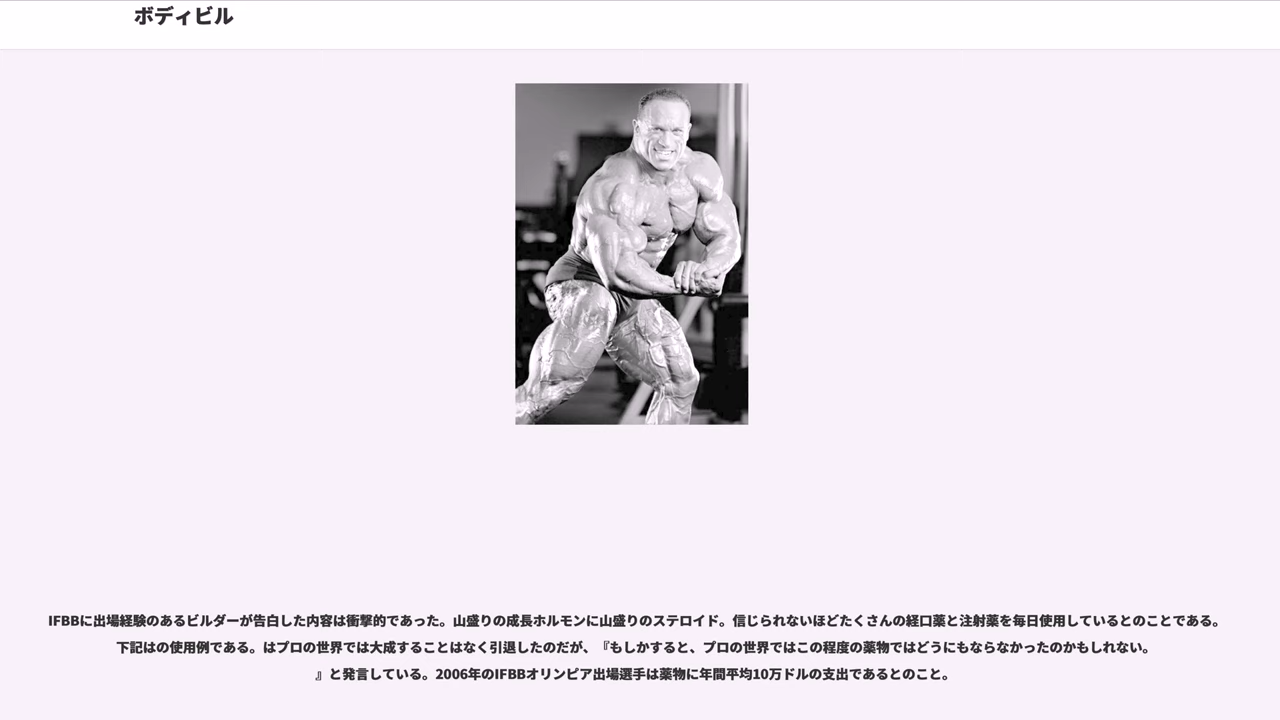 ボディビル
IFBBに出場経験のあるビルダーが告白した内容は衝撃的であった。山盛りの成長ホルモンに山盛りのステロイド。信じられないほどたくさんの経口薬と注射薬を毎日使用しているとのことである。
下記はの使用例である。はプロの世界では大成することはなく引退したのだが、『もしかすると、プロの世界ではこの程度の薬物ではどうにもならなかったのかもしれない。
』と発言している。2006年のIFBBオリンピア出場選手は薬物に年間平均10万ドルの支出であるとのこと。